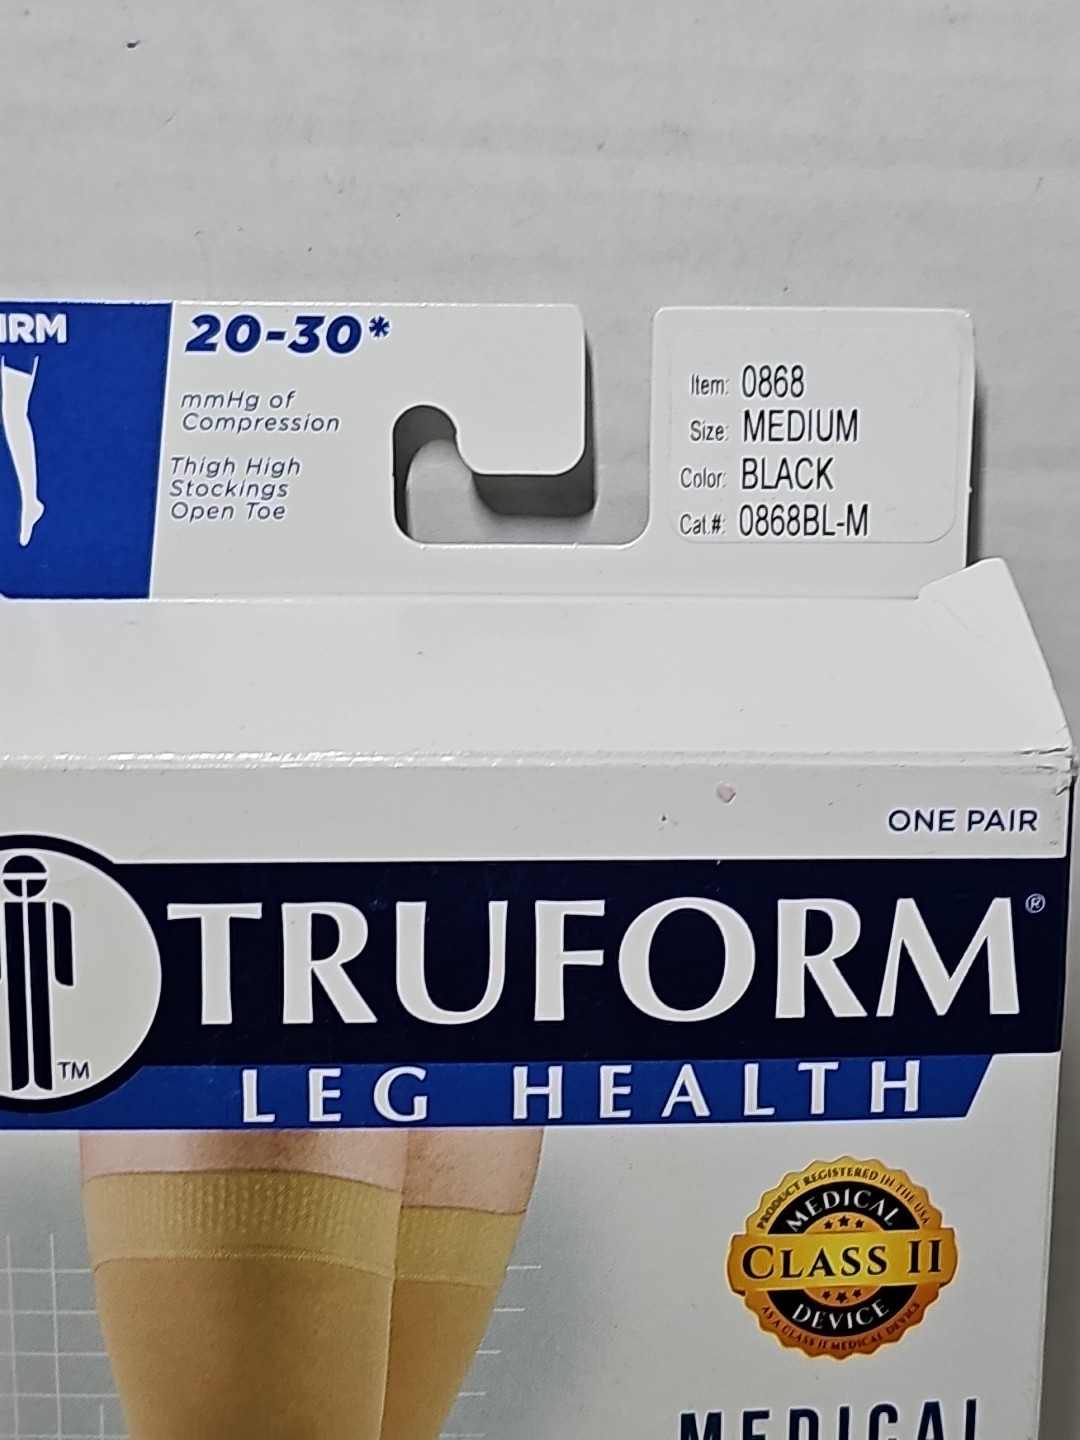 IRM
20-30*
mmHg of
Compression
Thigh High
Stockings
Open Toe
Item: 0868
Size: MEDIUM
Color: BLACK
Cat.#: 0868BL-M
ONE PAIR
TRUFORM®
TM
LEG HEALTH
PRODUCT REGISTERED IN THE USA
MEDICAL
CLASS II
DEVICE
AS A CLASS II MEDICAL DEVICE
MEDICAL